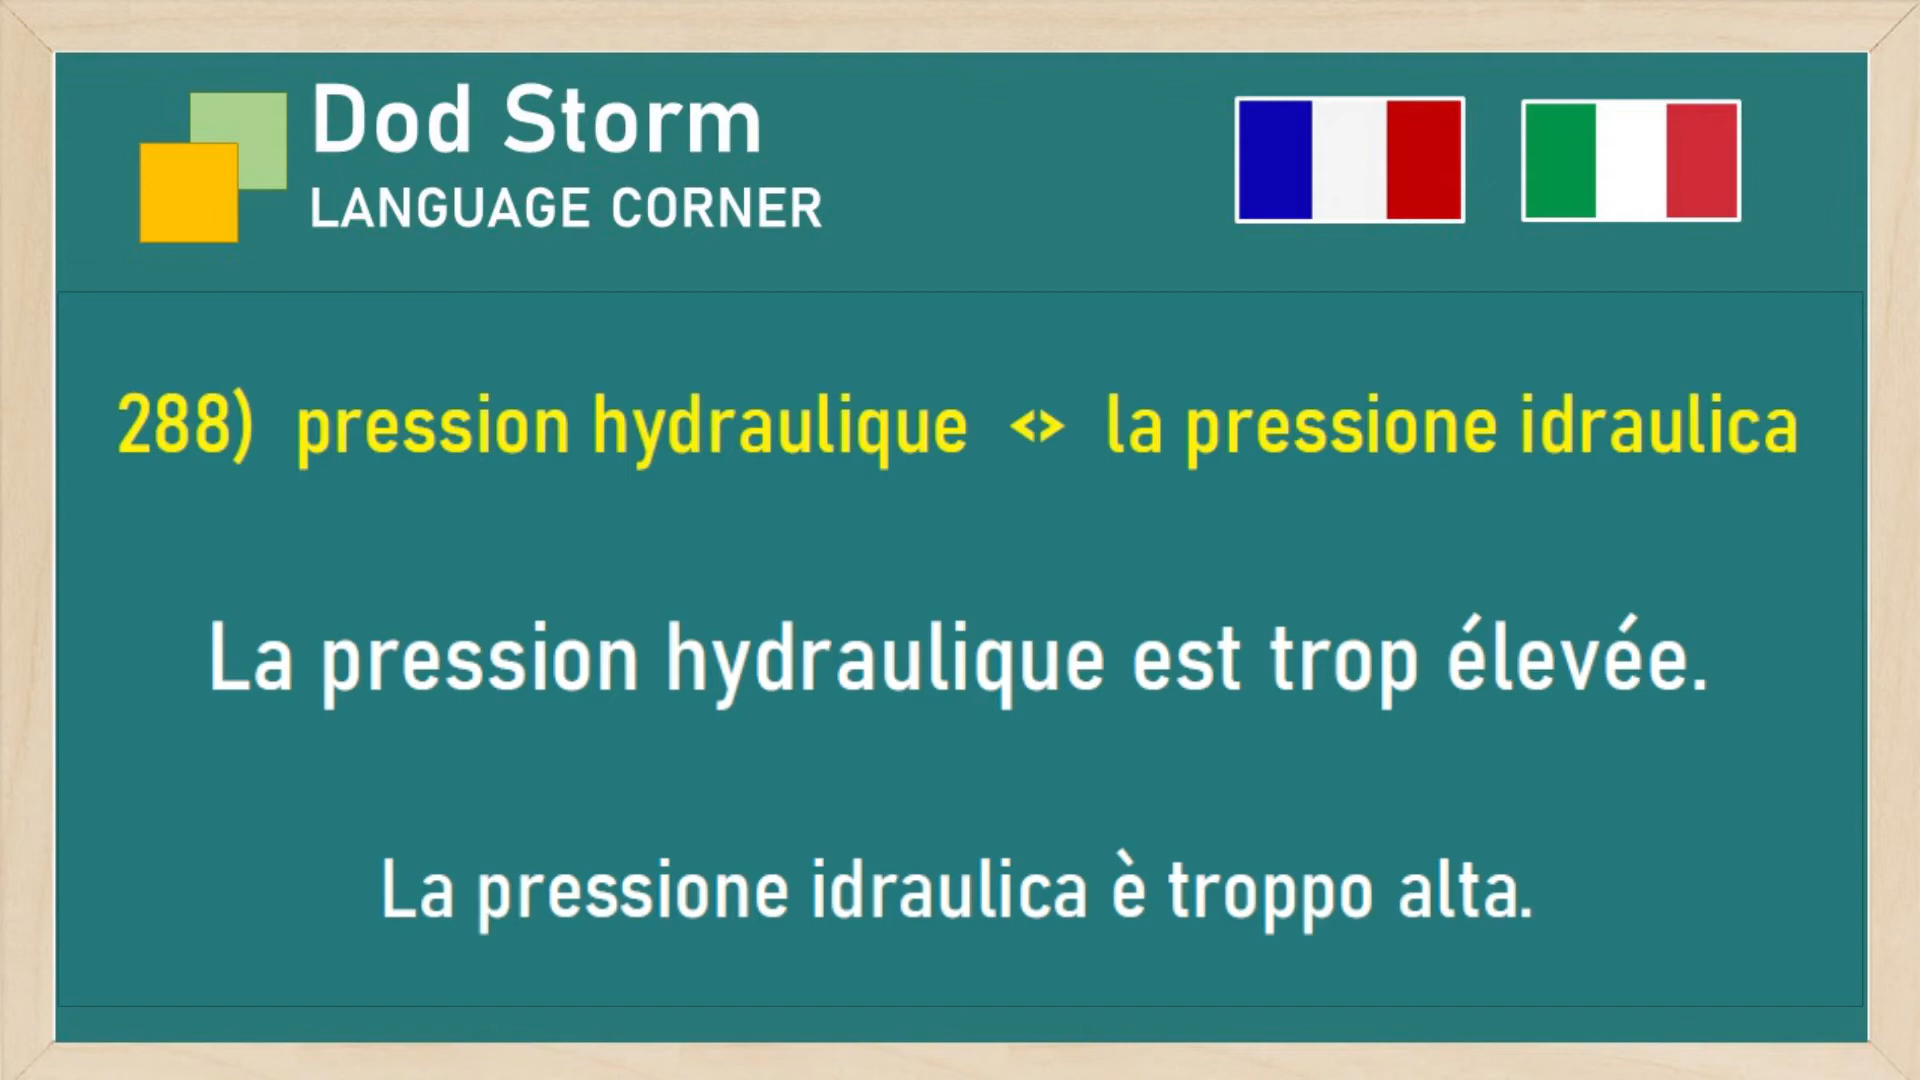 Dod Storm
LANGUAGE CORNER
288) pression hydraulique <> la pressione idraulica
La pression hydraulique est trop élevée.
La pressione idraulica è troppo alta.